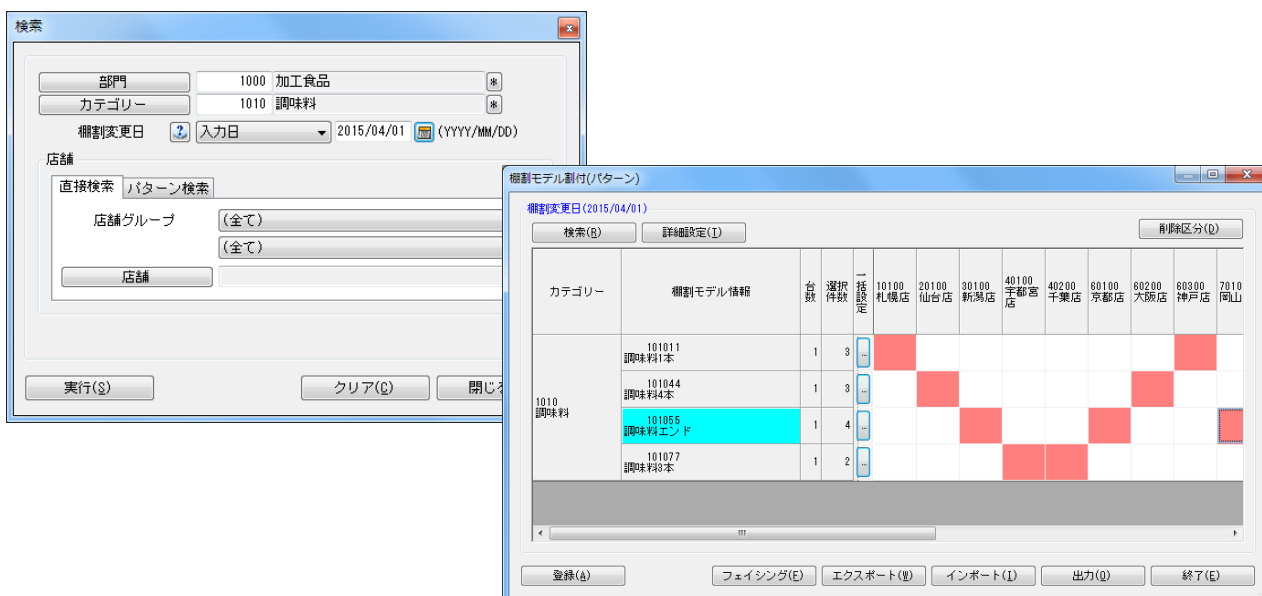 検索
部門 1000 加工食品 *
カテゴリー 1010 調味料 *
棚割変更日 ? 入力日 2015/04/01 (YYYY/MM/DD)
店舗
直接検索 パターン検索
店舗グループ (全て)
(全て)
店舗
実行(S) クリア(C) 閉じ
棚割モデル割付(パターン)
棚割変更日(2015/04/01)
検索(R) 詳細設定(T) 削除区分(D)
カテゴリー 棚割モデル情報 台数 選択件数 一括設定 10100 札幌店 20100 仙台店 30100 新潟店 40100 宇都宮店 40200 千葉店 60100 京都店 60200 大阪店 60300 神戸店 7010 岡山
1010
調味料
101011
調味料1本 1 3 ...
101044
調味料4本 1 3 ...
101055
調味料エンド 1 4 ...
101077
調味料3本 1 2 ...
登録(A) フェイシング(F) エクスポート(W) インポート(I) 出力(O) 終了(E)